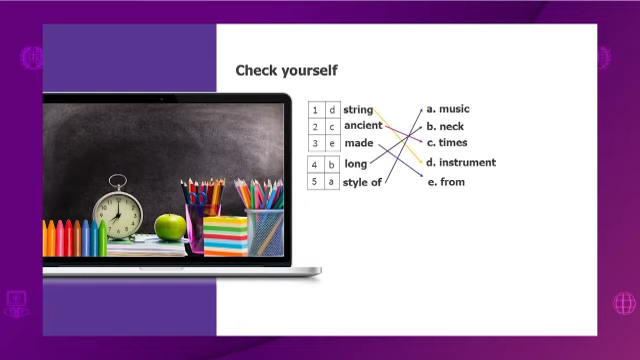 Check yourself
1 d string a. music
2 c ancient b. neck
3 e made c. times
4 b long d. instrument
5 a style of e. from